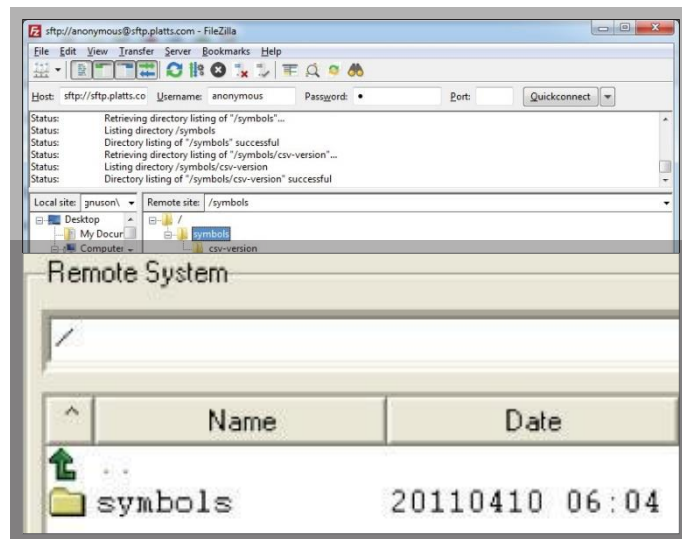 sftp://anonymous@sftp.platts.com - FileZilla
File Edit View Transfer Server Bookmarks Help
Host: sftp://sftp.platts.co Username: anonymous Password: • Port: Quickconnect
Status: Retrieving directory listing of "/symbols"...
Status: Listing directory /symbols
Status: Directory listing of "/symbols" successful
Status: Retrieving directory listing of "/symbols/csv-version"...
Status: Listing directory /symbols/csv-version
Status: Directory listing of "/symbols/csv-version" successful
Local site: gnuson\ Remote site: /symbols
Desktop /
My Docum symbols
Computer csv-version
Remote System
/
^ Name Date
..
symbols 20110410 06:04